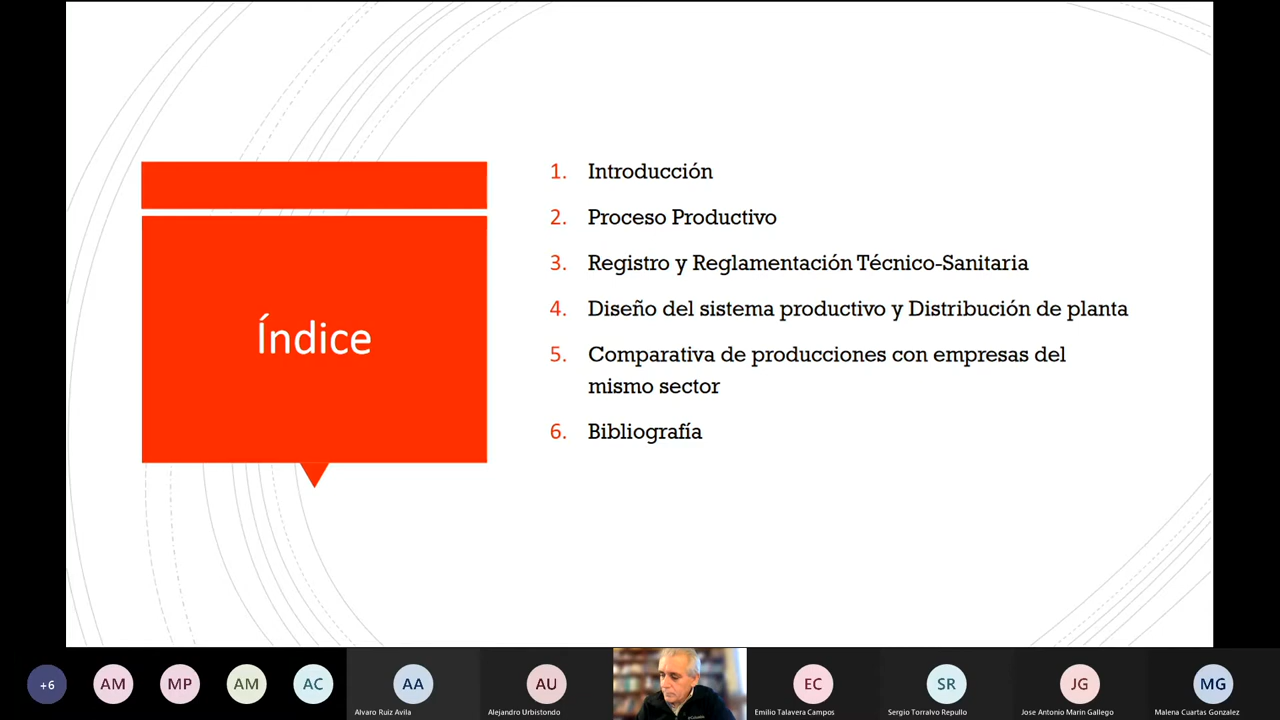 Índice
1. Introducción
2. Proceso Productivo
3. Registro y Reglamentación Técnico-Sanitaria
4. Diseño del sistema productivo y Distribución de planta
5. Comparativa de producciones con empresas del
mismo sector
6. Bibliografía
+6
AM
MP
AM
AC
AA
AU
EC
SR
JG
MG
Alvaro Ruiz Avila
Alejandro Urbistondo
Emilio Talavera Campos
Sergio Torralvo Repullo
Jose Antonio Marin Gallego
Malena Cuartas Gonzalez